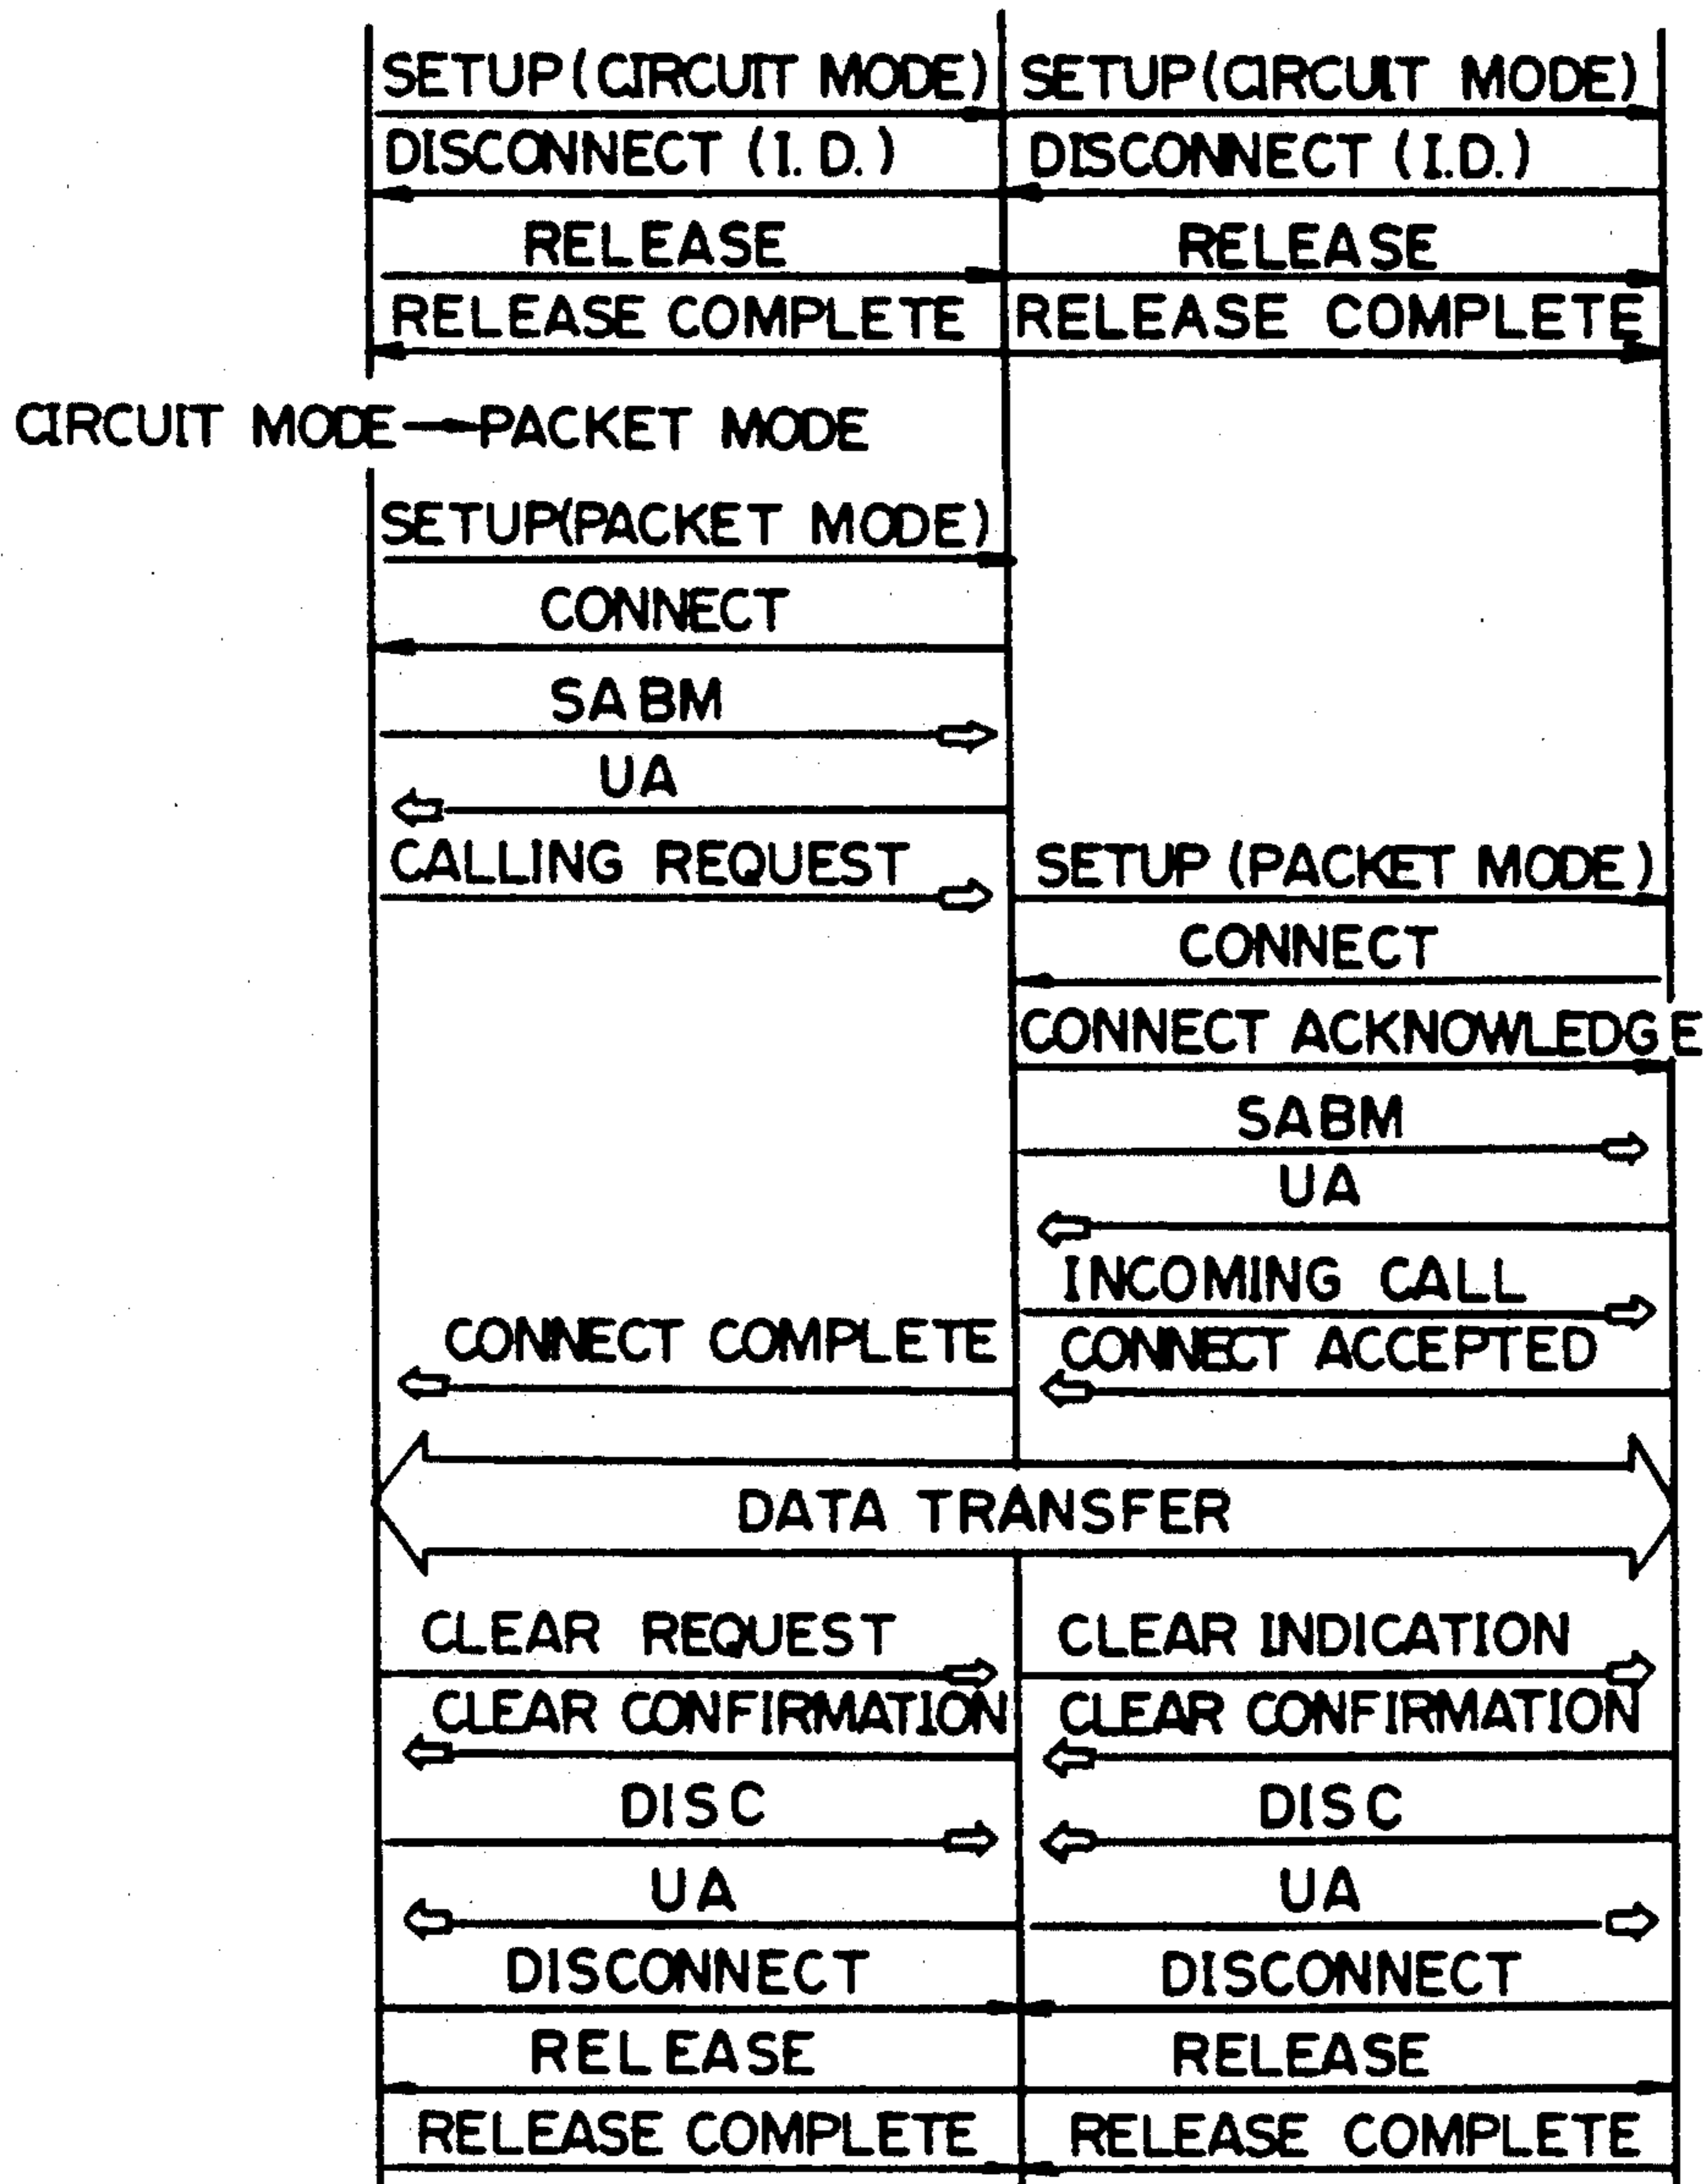 SETUP(CIRCUIT MODE) SETUP(CIRCUIT MODE)
DISCONNECT (I.D.) DISCONNECT (I.D.)
RELEASE RELEASE
RELEASE COMPLETE RELEASE COMPLETE
CIRCUIT MODE→PACKET MODE
SETUP(PACKET MODE)
CONNECT
SABM
UA
CALLING REQUEST SETUP (PACKET MODE)
CONNECT
CONNECT ACKNOWLEDGE
SABM
UA
INCOMING CALL
CONNECT COMPLETE CONNECT ACCEPTED
DATA TRANSFER
CLEAR REQUEST CLEAR INDICATION
CLEAR CONFIRMATION CLEAR CONFIRMATION
DISC DISC
UA UA
DISCONNECT DISCONNECT
RELEASE RELEASE
RELEASE COMPLETE RELEASE COMPLETE